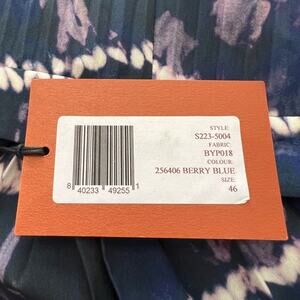 STYLE:
S223-5004
FABRIC:
BYP018
COLOUR:
256406 BERRY BLUE
SIZE:
46
8 40233 49255 1